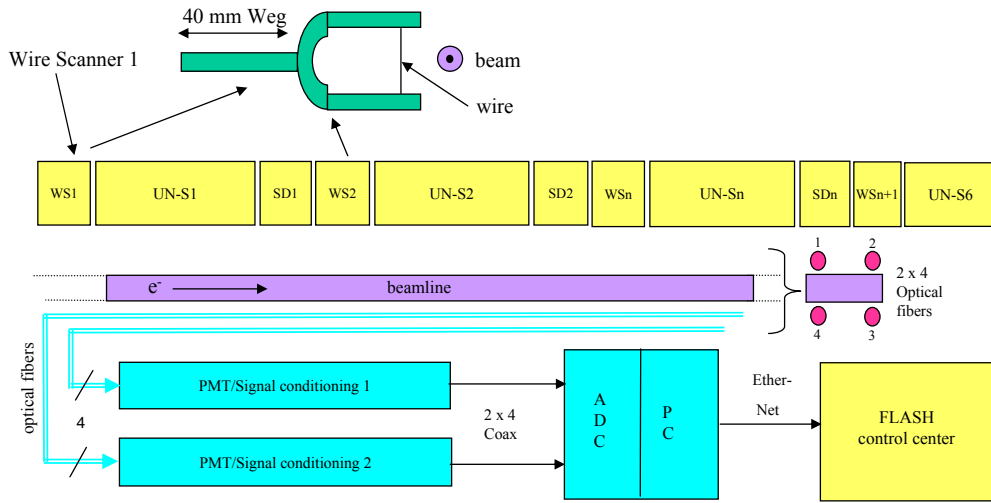 40 mm Weg
Wire Scanner 1
beam
wire
WS1
UN-S1
SD1
WS2
UN-S2
SD2
WSn
UN-Sn
SDn
WSn+1
UN-S6
1
2
e-
beamline
2 x 4
Optical
fibers
4
3
optical fibers
4
PMT/Signal conditioning 1
PMT/Signal conditioning 2
2 x 4
Coax
A
D
C
P
C
Ether-
Net
FLASH
control center